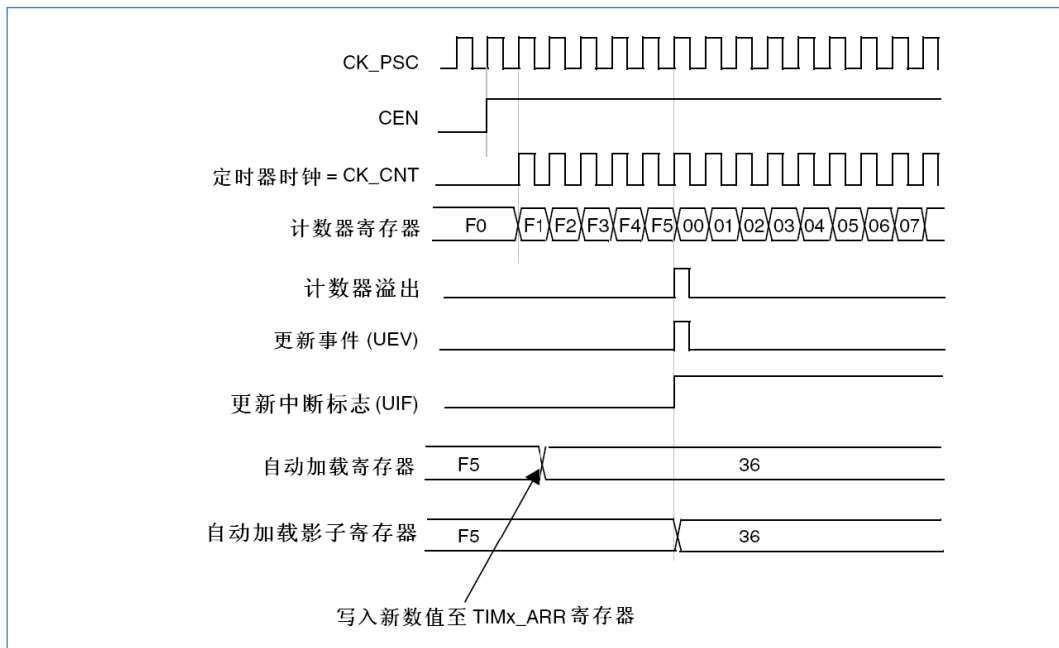 CK_PSC
CEN
定时器时钟 = CK_CNT
计数器寄存器 F0 F1 F2 F3 F4 F5 00 01 02 03 04 05 06 07
计数器溢出
更新事件 (UEV)
更新中断标志 (UIF)
自动加载寄存器 F5 36
自动加载影子寄存器 F5 36
写入新数值至 TIMx_ARR 寄存器